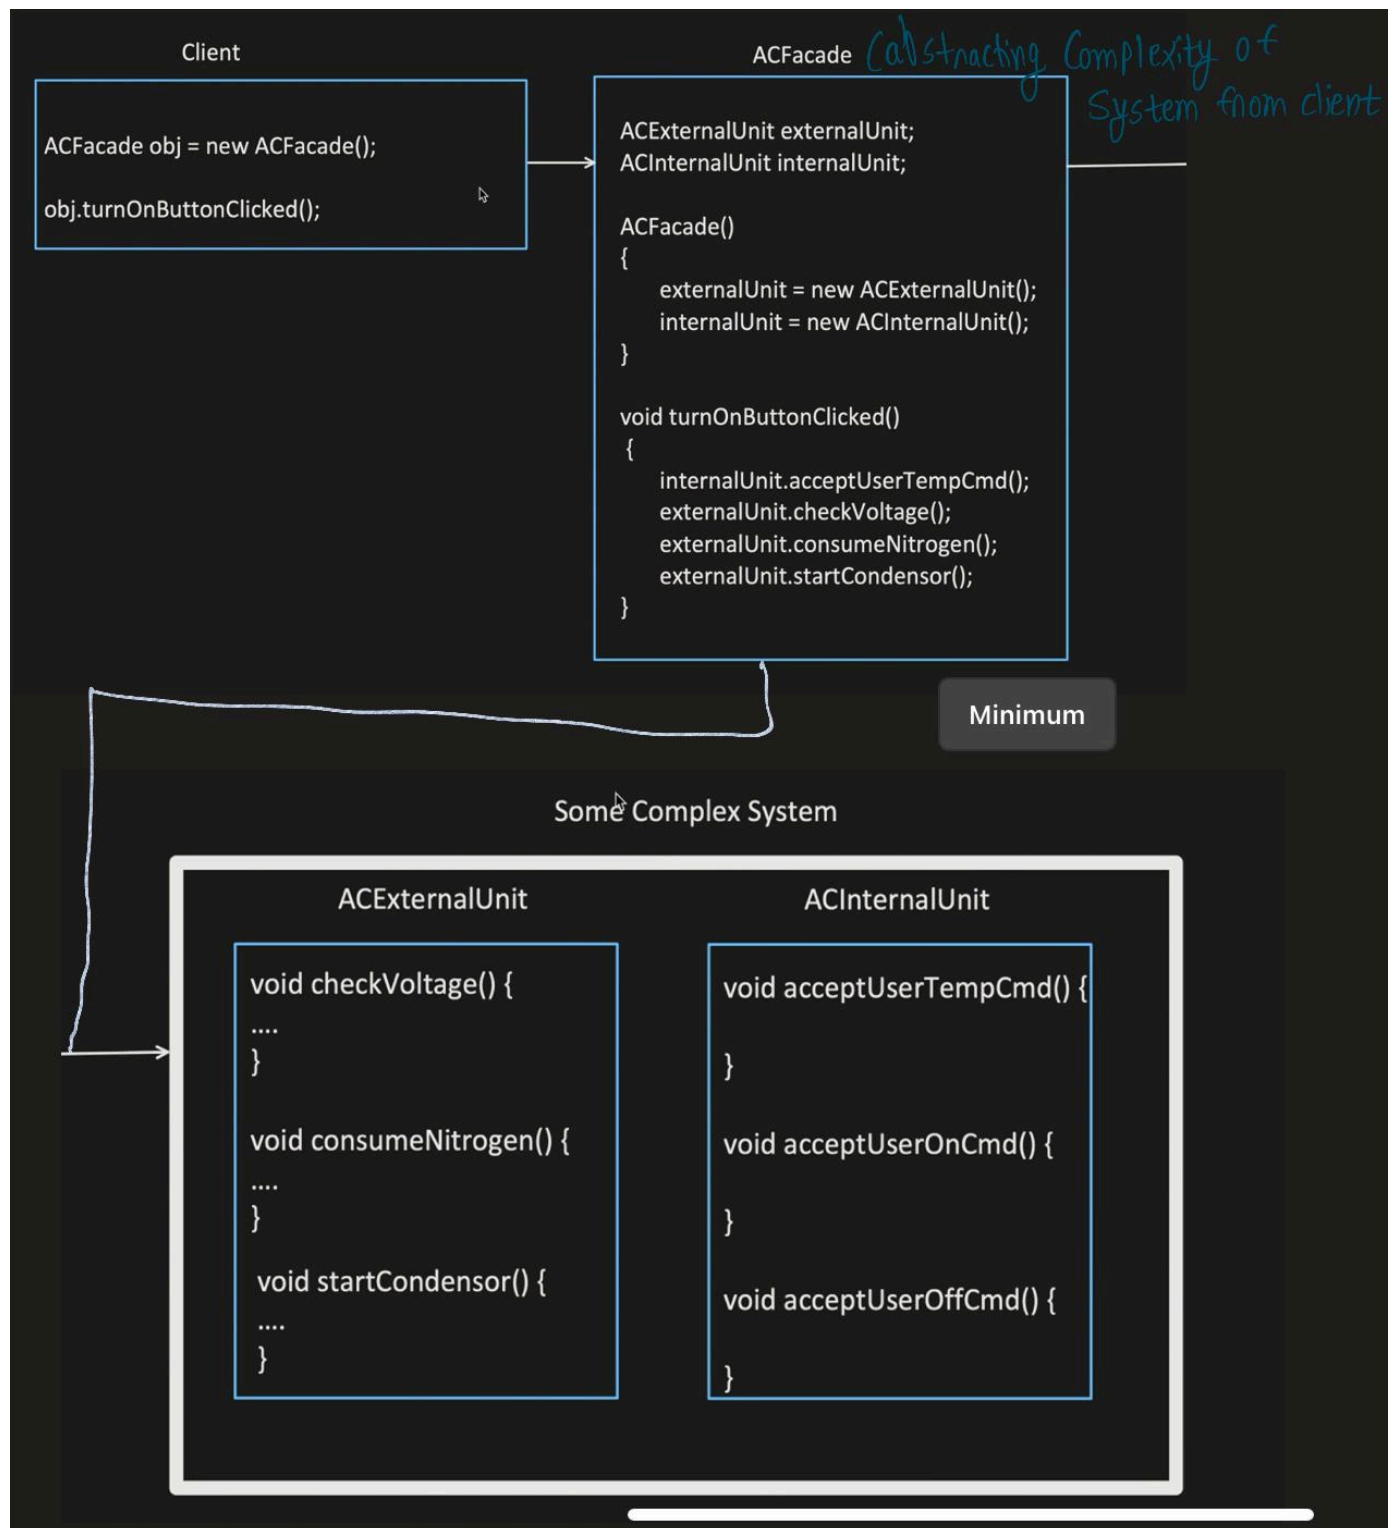 Client
ACFacade obj = new ACFacade();
obj.turnOnButtonClicked();
ACFacade (abstracting Complexity of
System from client
ACExternalUnit externalUnit;
ACInternalUnit internalUnit;
ACFacade()
{
externalUnit = new ACExternalUnit();
internalUnit = new ACInternalUnit();
}
void turnOnButtonClicked()
{
internalUnit.acceptUserTempCmd();
externalUnit.checkVoltage();
externalUnit.consumeNitrogen();
externalUnit.startCondensor();
}
Minimum
Some Complex System
ACExternalUnit
void checkVoltage() {
....
}
void consumeNitrogen() {
....
}
void startCondensor() {
....
}
ACInternalUnit
void acceptUserTempCmd() {
}
void acceptUserOnCmd() {
}
void acceptUserOffCmd() {
}